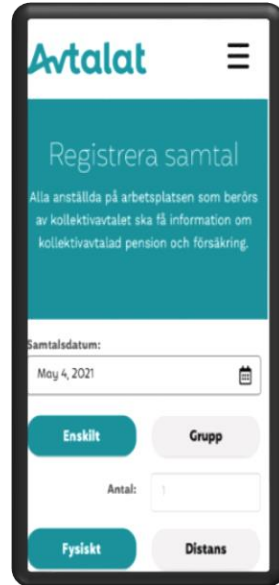 Avtalat
Registrera samtal
Alla anställda på arbetsplatsen som berörs
av kollektivavtalet ska få information om
kollektivavtalad pension och försäkring.
Samtalsdatum:
May 4, 2021
Enskilt Grupp
Antal: 1
Fysiskt Distans